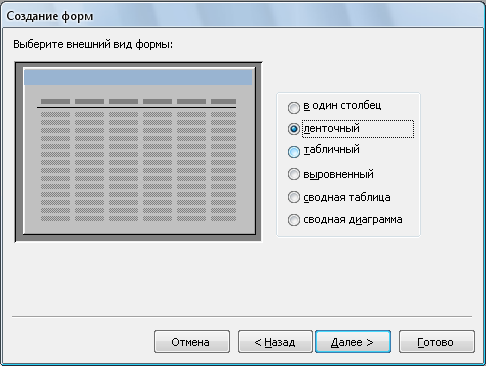 Создание форм
Выберите внешний вид формы:
в один столбец
ленточный
табличный
выровненный
сводная таблица
сводная диаграмма
Отмена
< Назад
Далее >
Готово